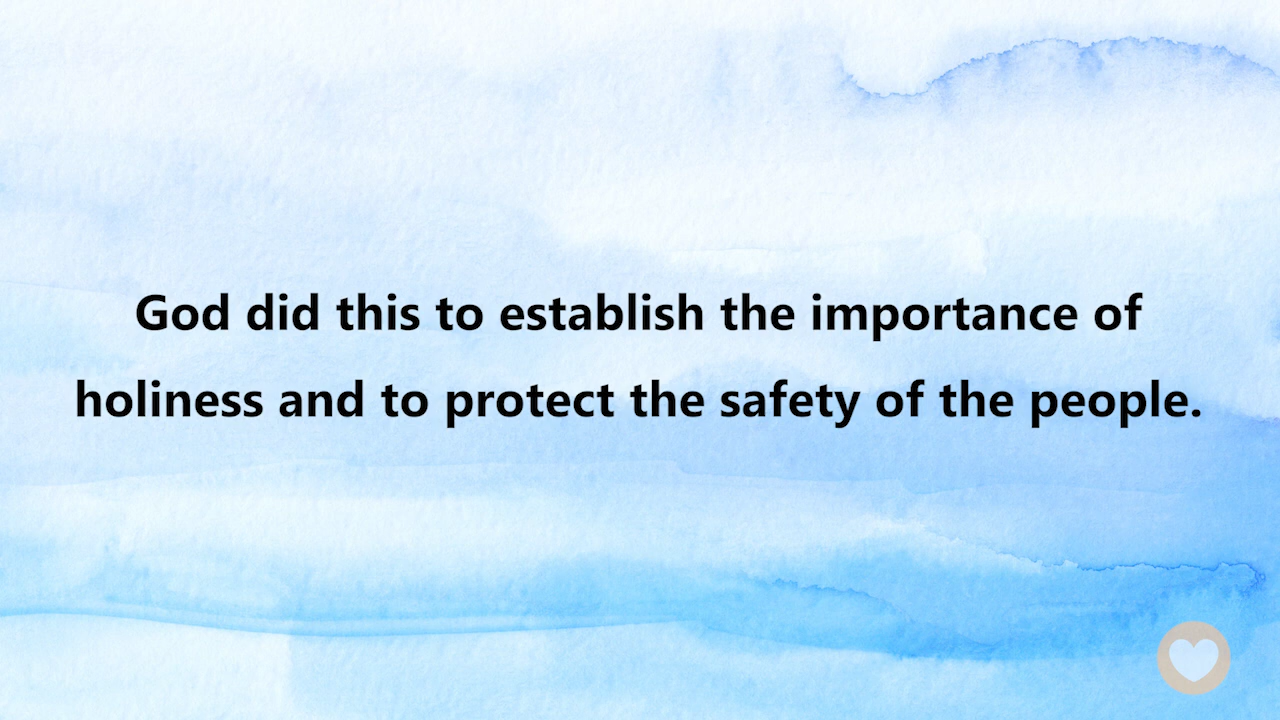 God did this to establish the importance of
holiness and to protect the safety of the people.